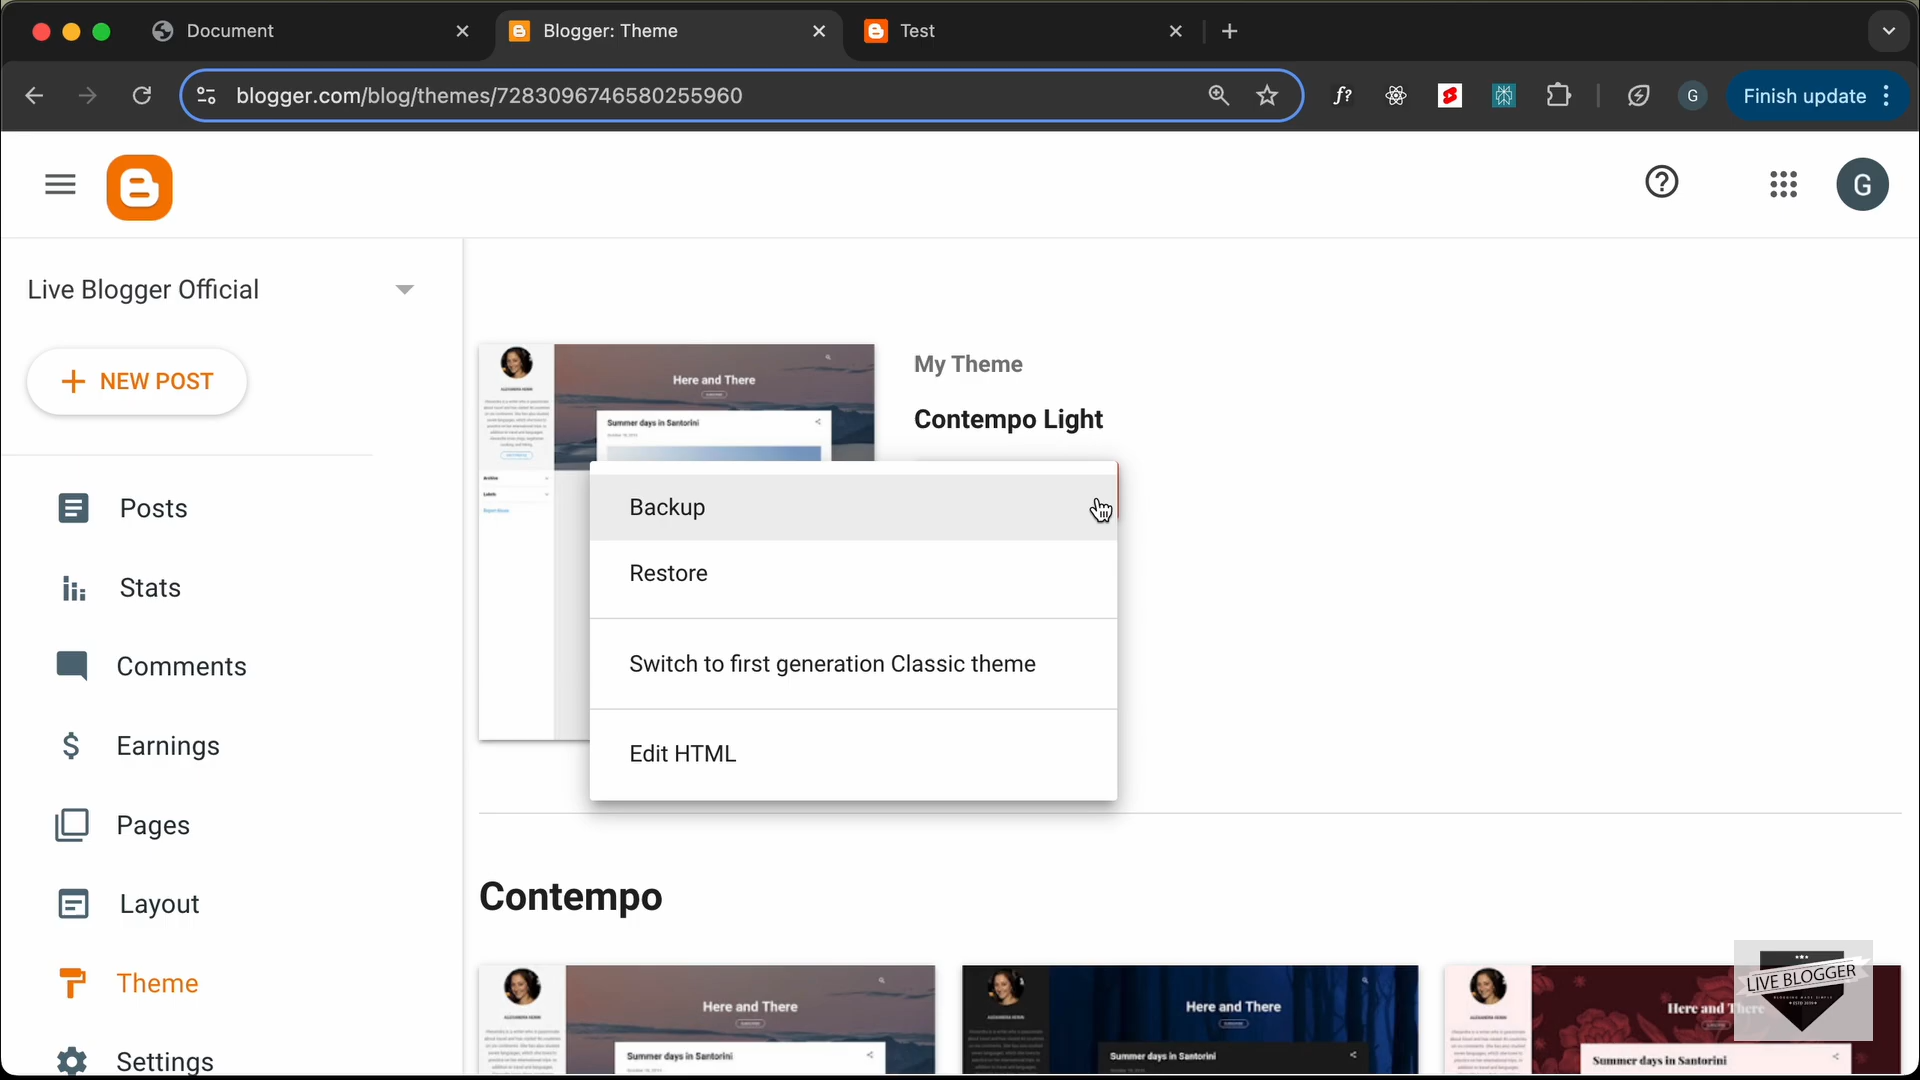 Document
Blogger: Theme
Test
blogger.com/blog/themes/7283096746580255960
f?
G
Finish update
G
Live Blogger Official
NEW POST
Posts
Stats
Comments
Earnings
Pages
Layout
Theme
Settings
Here and There
Summer days in Santorini
My Theme
Contempo Light
Backup
Restore
Switch to first generation Classic theme
Edit HTML
Contempo
Here and There
Summer days in Santorini
Here and There
Summer days in Santorini
Here and There
Summer days in Santorini
LIVE BLOGGER